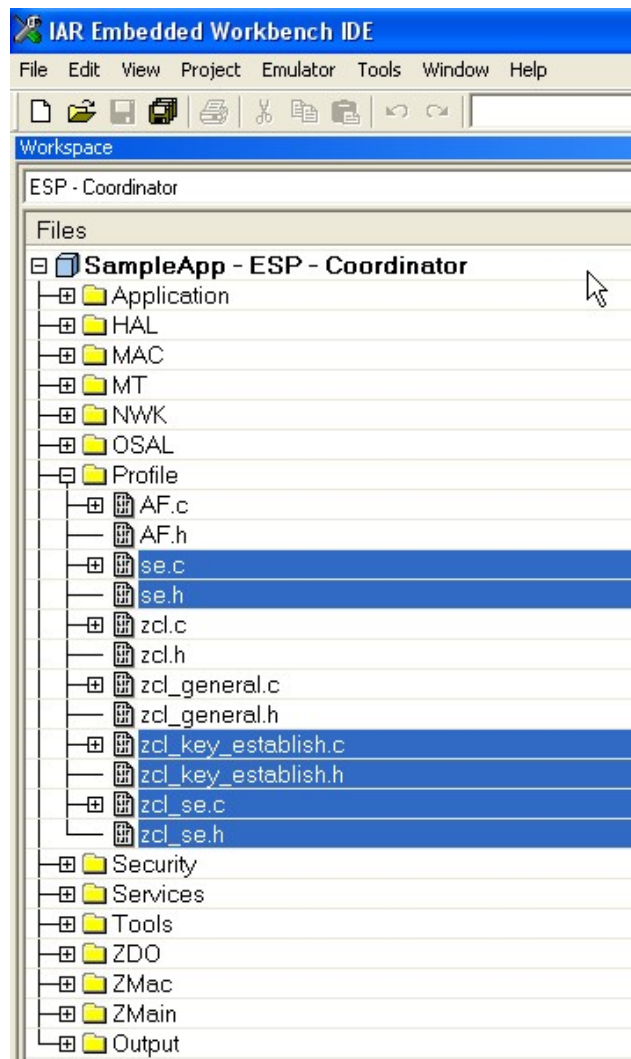 IAR Embedded Workbench IDE
File Edit View Project Emulator Tools Window Help
Workspace
ESP - Coordinator
Files
SampleApp - ESP - Coordinator
Application
HAL
MAC
MT
NWK
OSAL
Profile
AF.c
AF.h
se.c
se.h
zcl.c
zcl.h
zcl_general.c
zcl_general.h
zcl_key_establish.c
zcl_key_establish.h
zcl_se.c
zcl_se.h
Security
Services
Tools
ZDO
ZMac
ZMain
Output